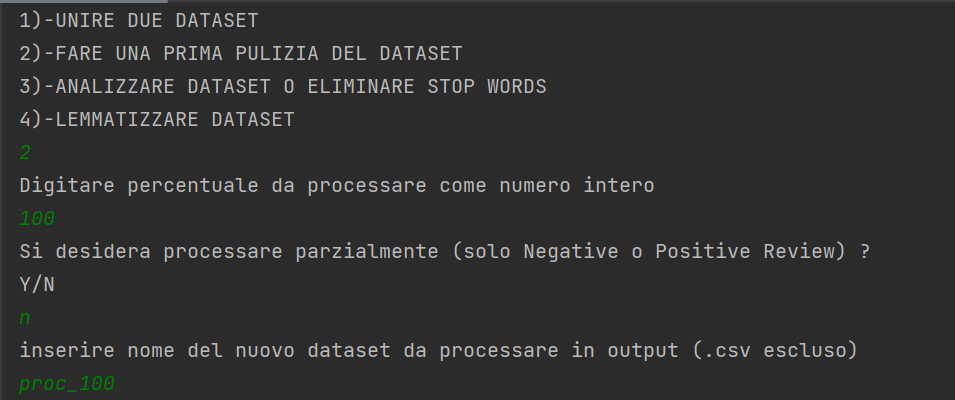 1)-UNIRE DUE DATASET
2)-FARE UNA PRIMA PULIZIA DEL DATASET
3)-ANALIZZARE DATASET O ELIMINARE STOP WORDS
4)-LEMMATIZZARE DATASET
2
Digitare percentuale da processare come numero intero
100
Si desidera processare parzialmente (solo Negative o Positive Review) ?
Y/N
n
inserire nome del nuovo dataset da processare in output (.csv escluso)
proc_100